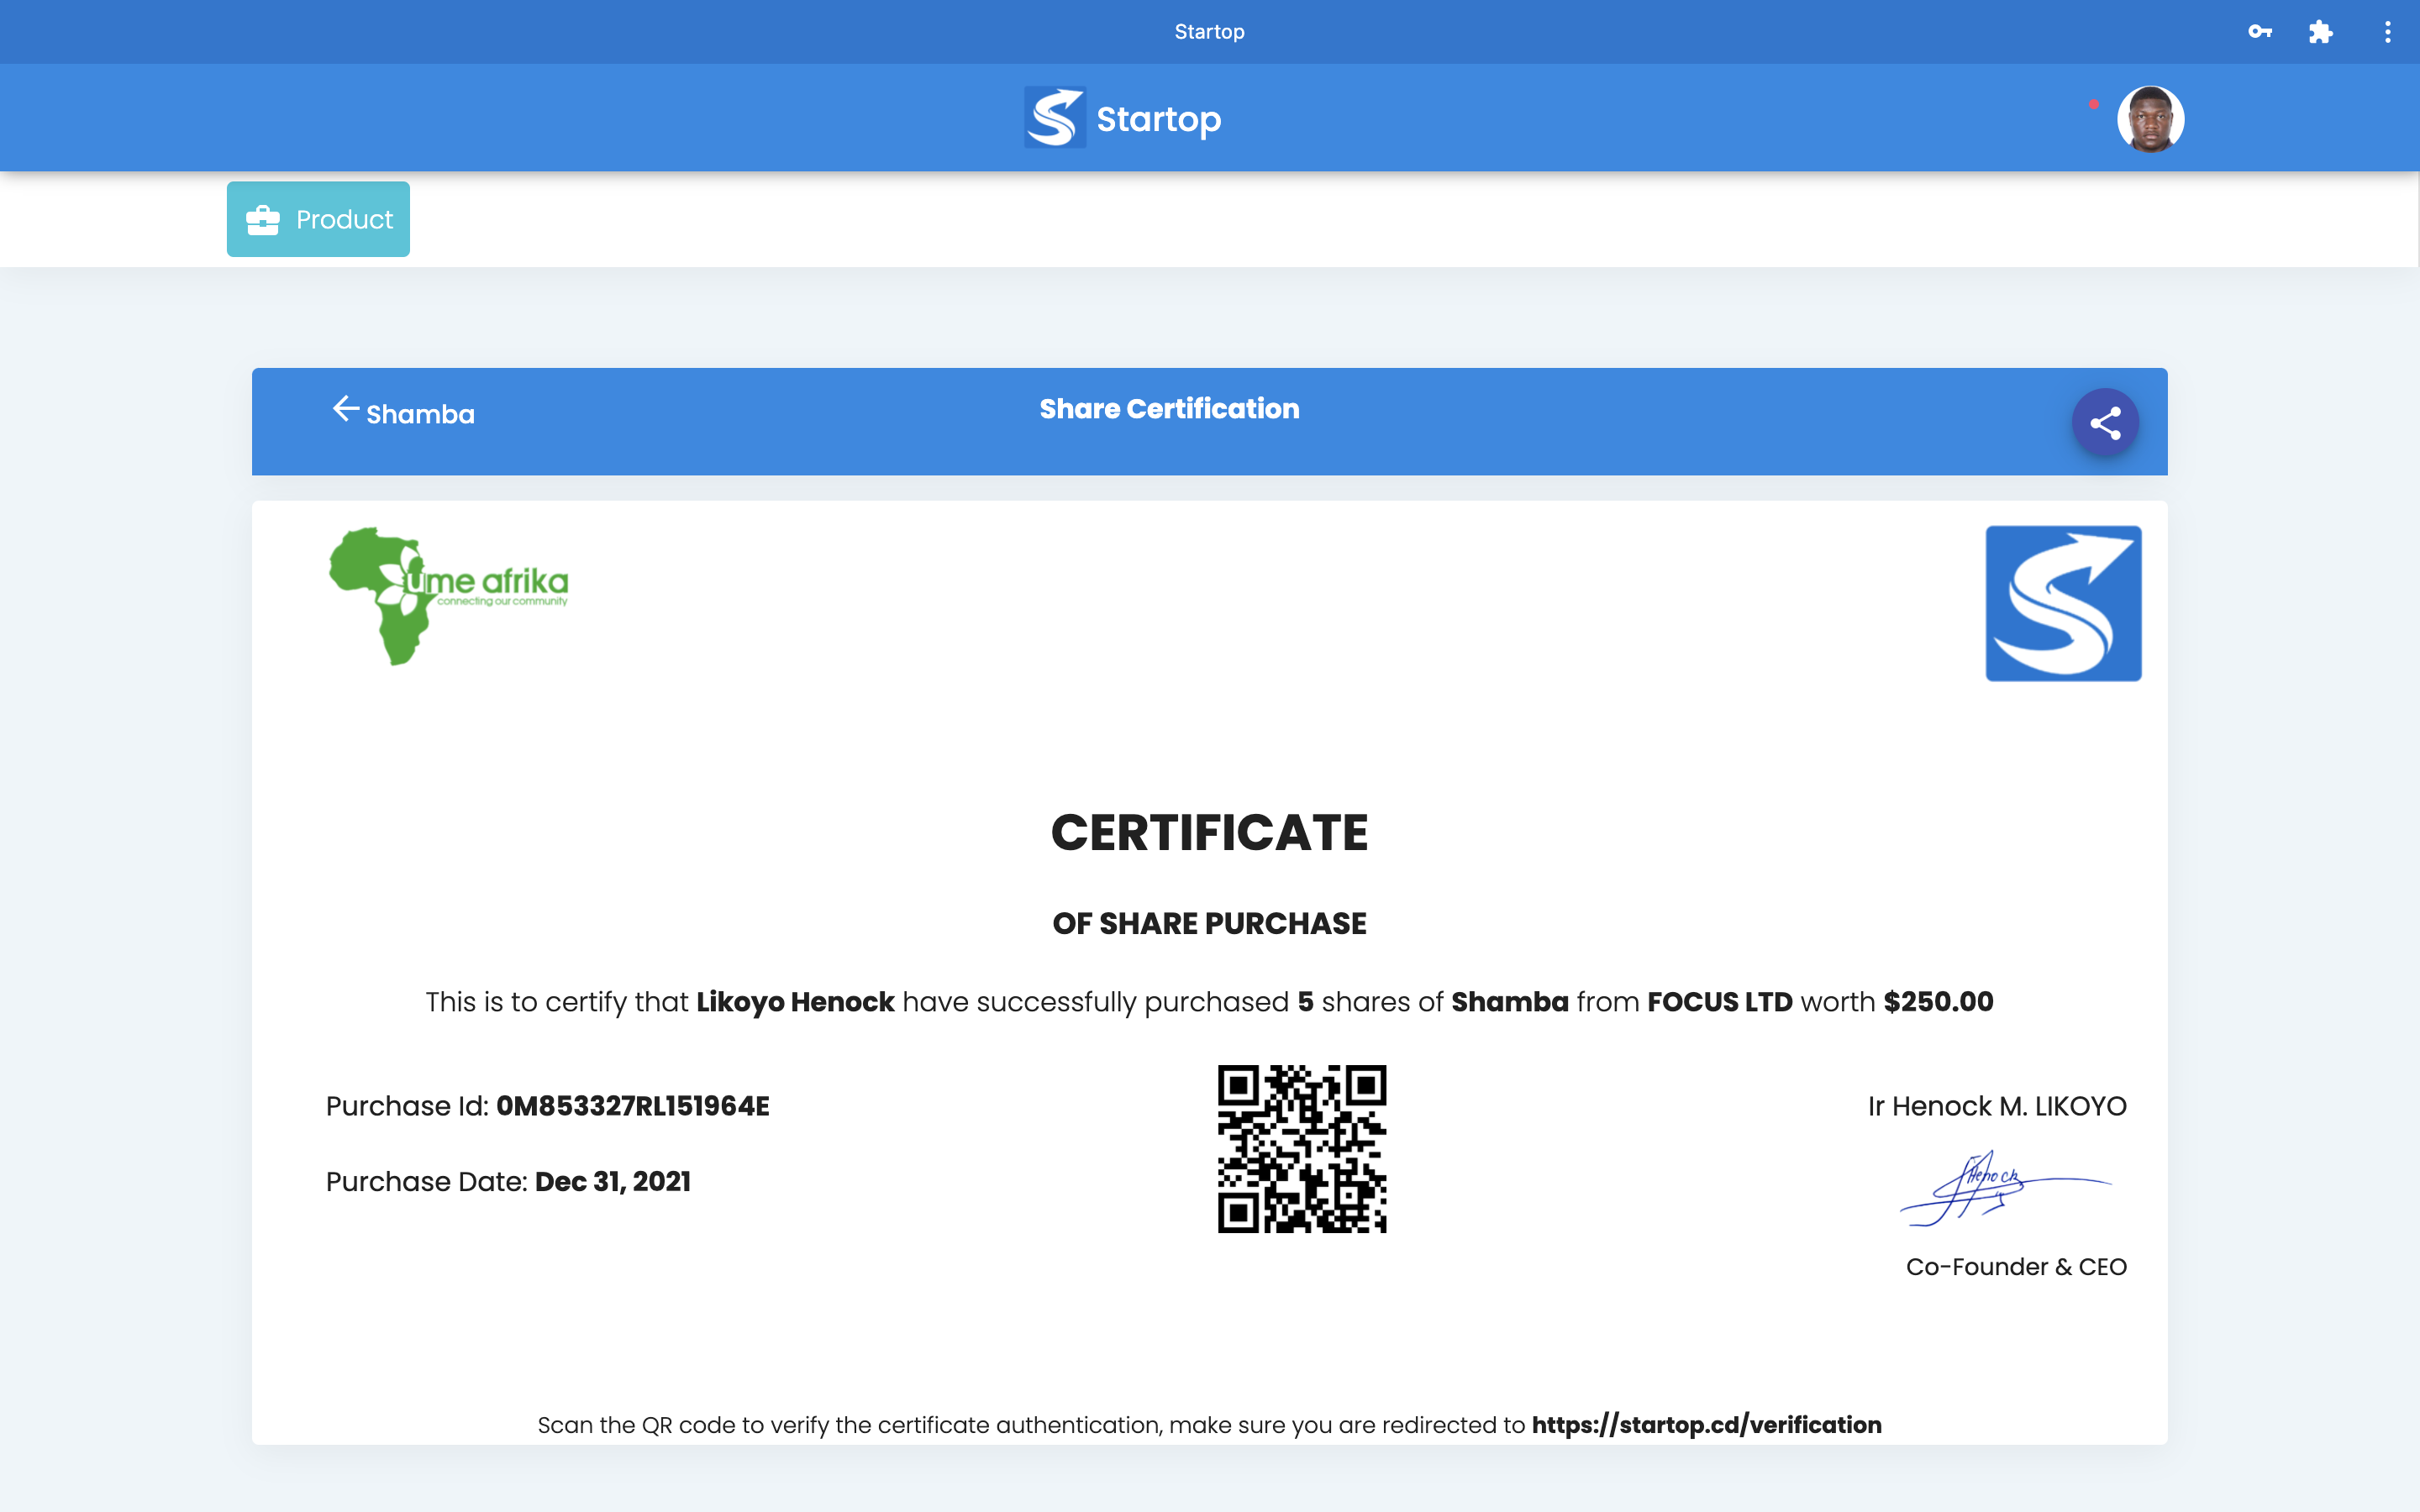 Startop
Startop
Product
Shamba
Share Certification
ume afrika
connecting our community
CERTIFICATE
OF SHARE PURCHASE
This is to certify that Likoyo Henock have successfully purchased 5 shares of Shamba from FOCUS LTD worth $250.00
Purchase Id: 0M853327RL151964E
Ir Henock M. LIKOYO
Purchase Date: Dec 31, 2021
Henock
Co-Founder & CEO
Scan the QR code to verify the certificate authentication, make sure you are redirected to https://startop.cd/verification